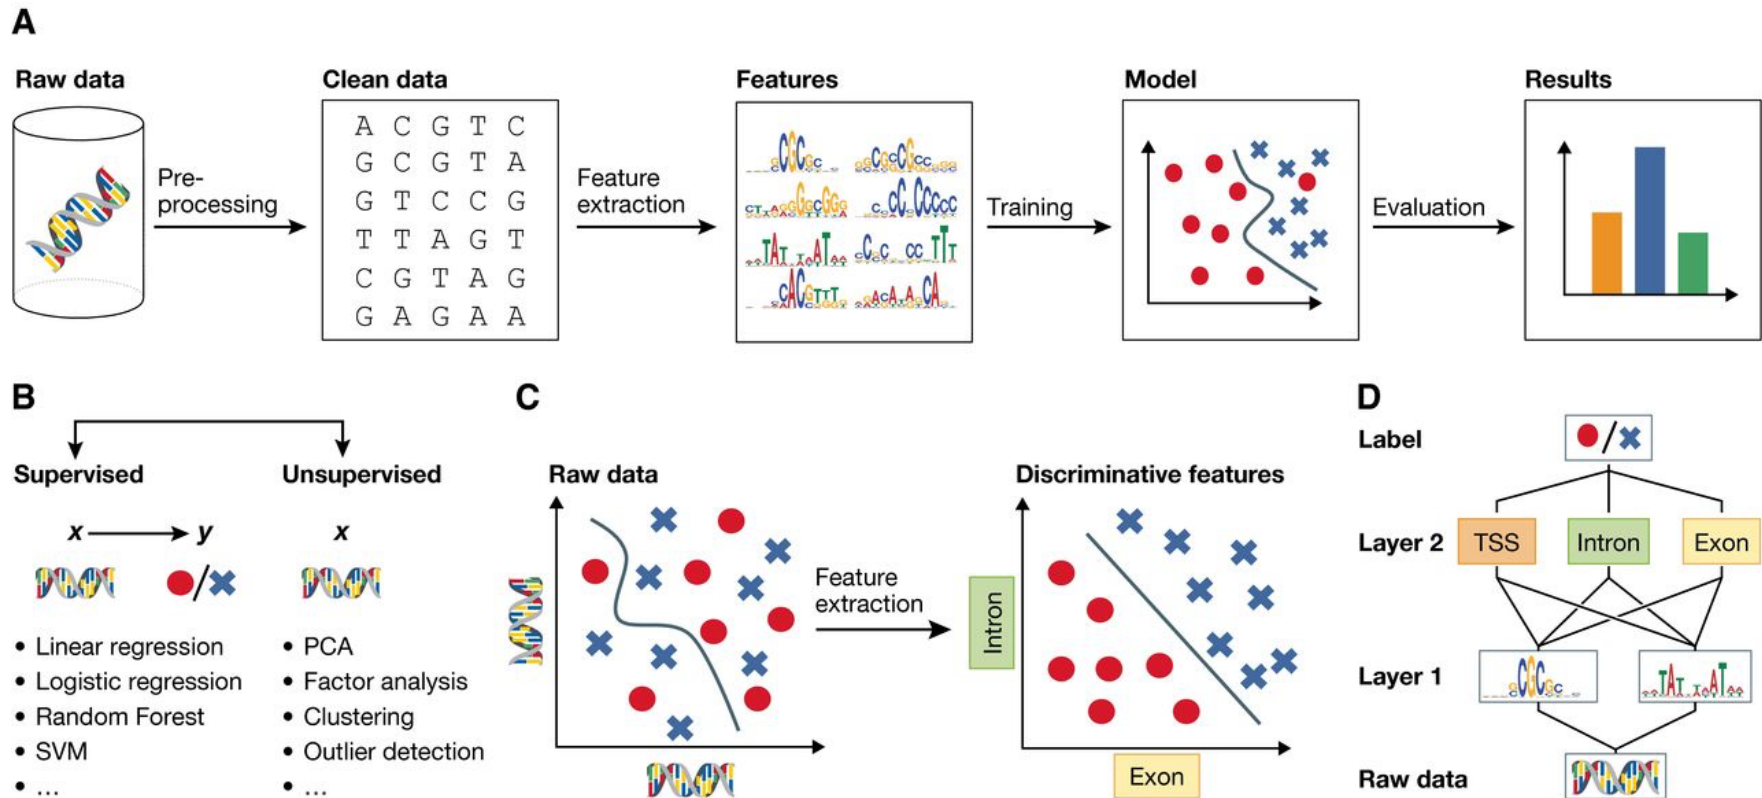 A
Raw data
Pre-
processing
Clean data
A C G T C
G C G T A
G T C C G
T T A G T
C G T A G
G A G A A
Feature
extraction
Features
Training
Model
Evaluation
Results
B
Supervised
Unsupervised
x
y
x
/
• Linear regression
• Logistic regression
• Random Forest
• SVM
• ...
• PCA
• Factor analysis
• Clustering
• Outlier detection
• ...
C
Raw data
Feature
extraction
Discriminative features
Intron
Exon
D
Label
/
Layer 2
TSS
Intron
Exon
Layer 1
Raw data